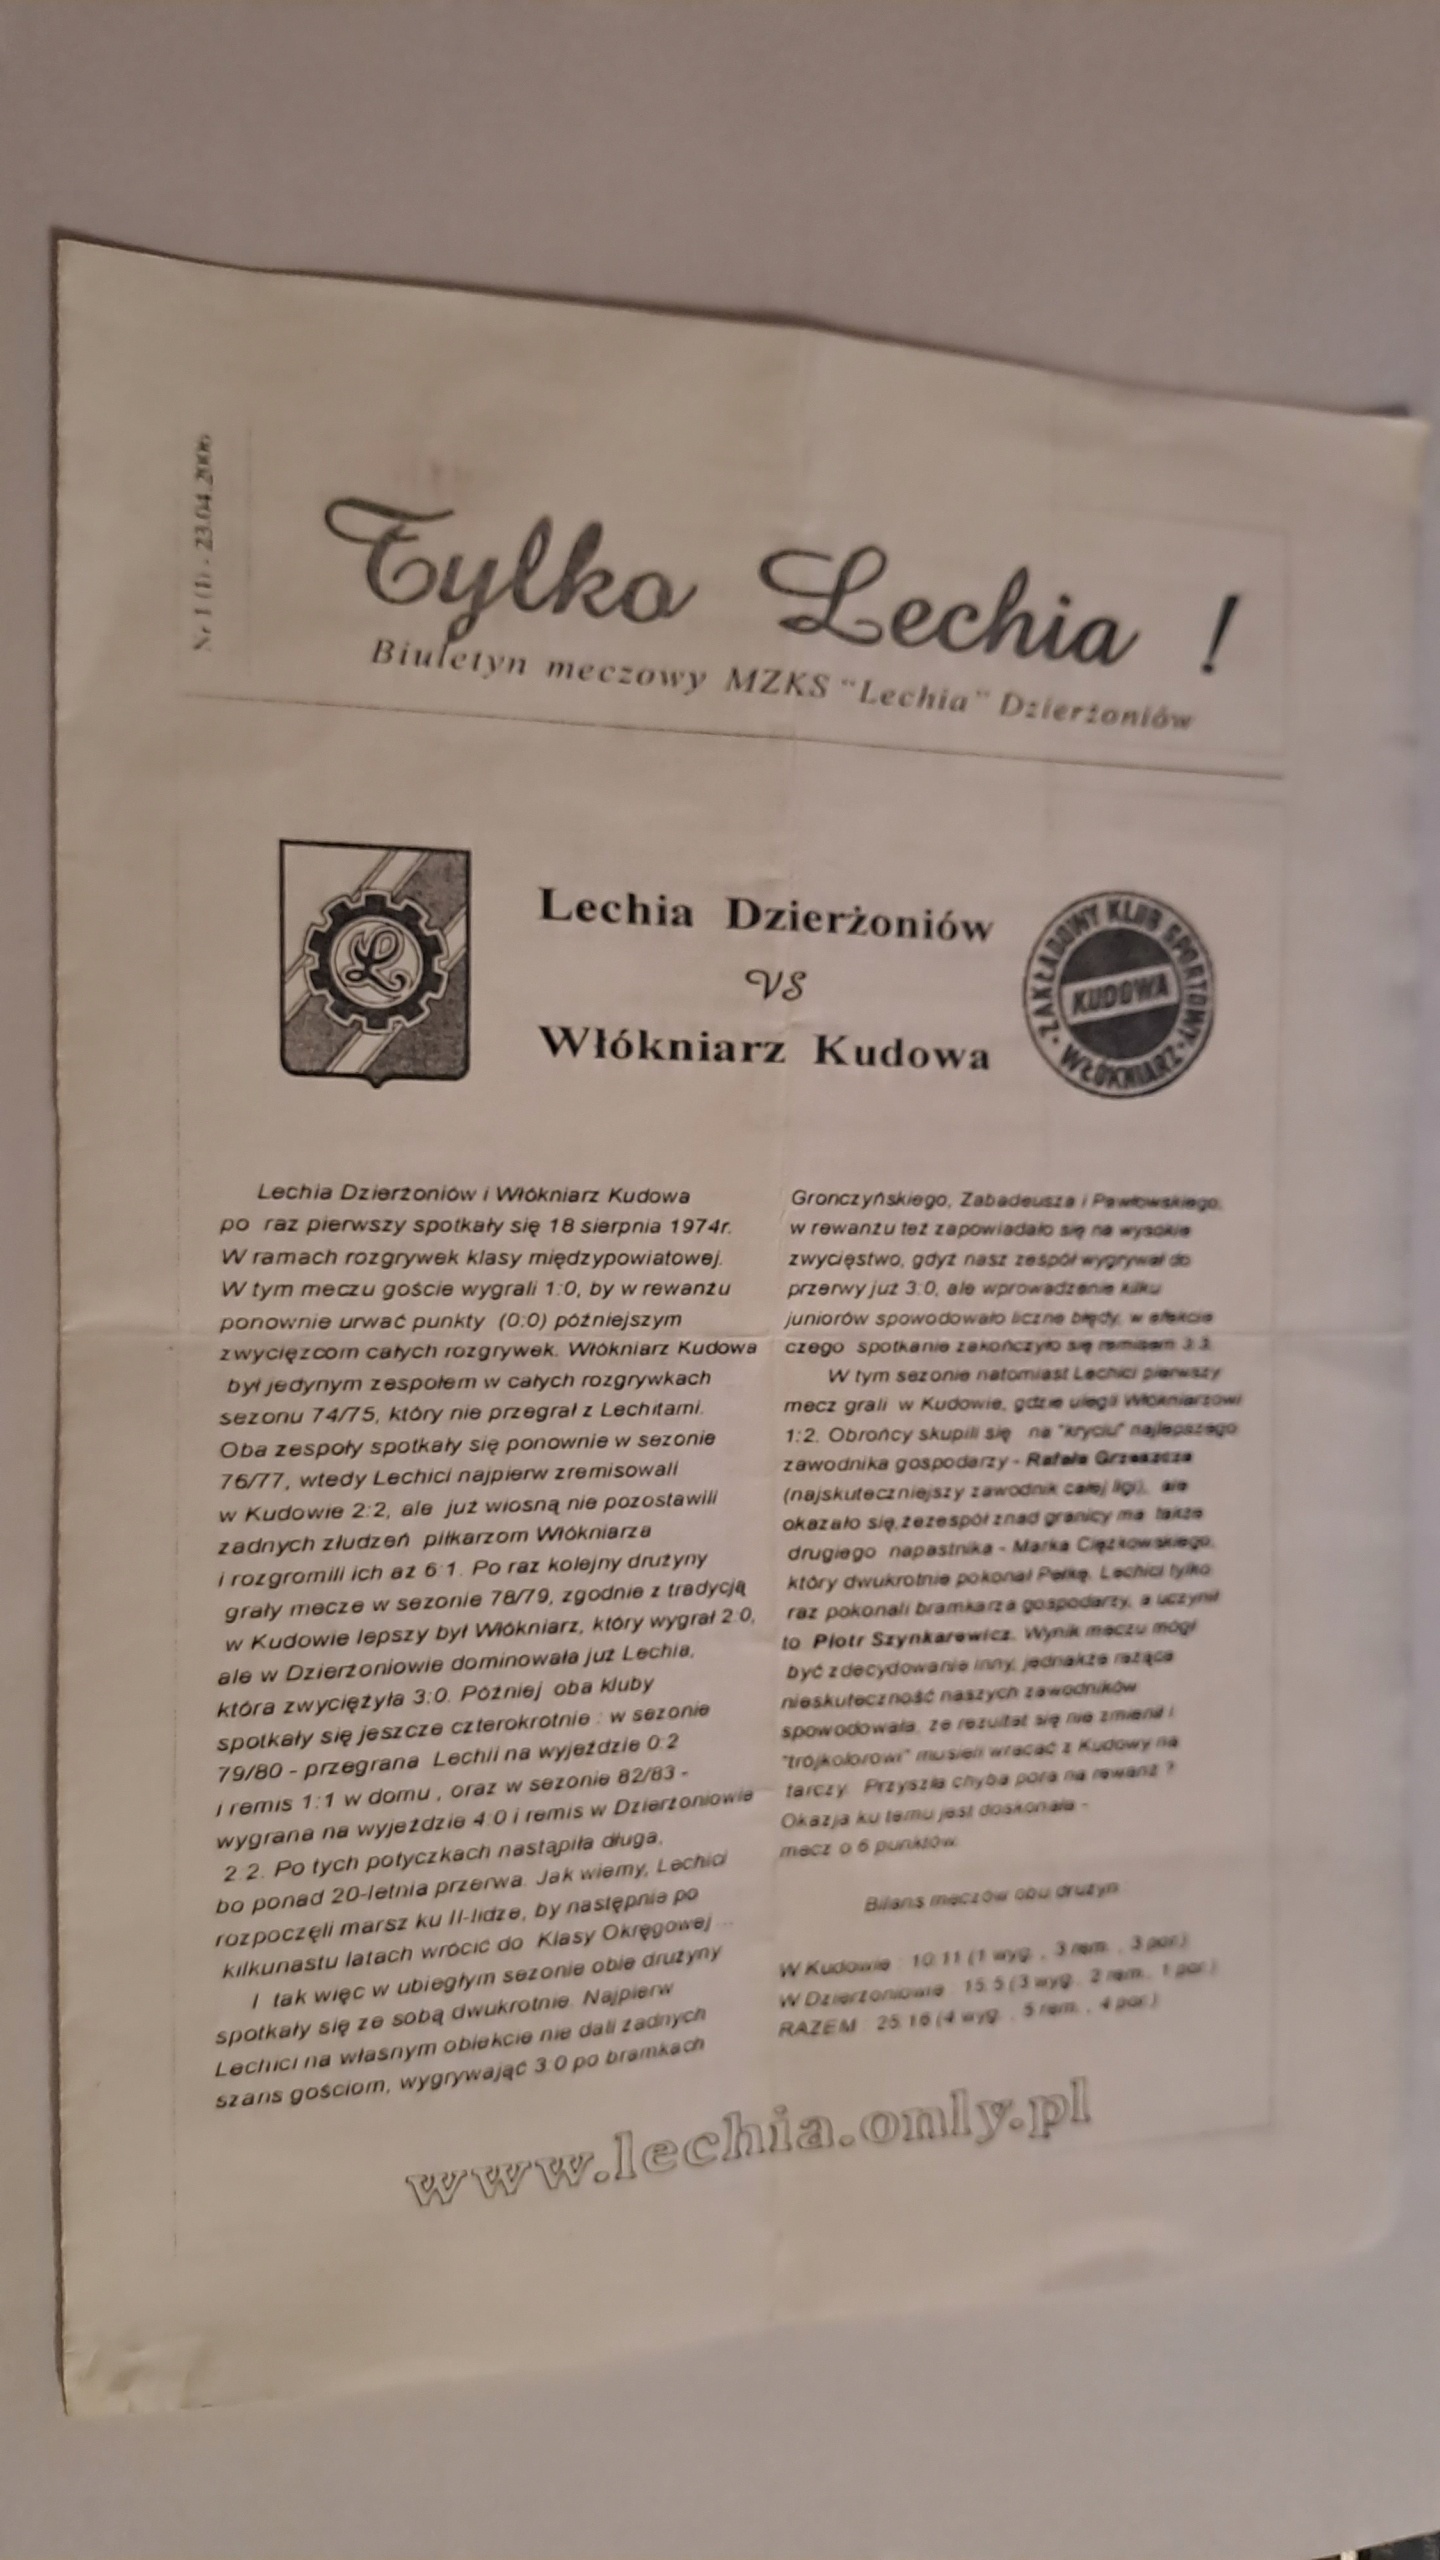 Nr 1 (1) - 23.04.2006
Tylko Lechia !
Biuletyn meczowy MZKS "Lechia" Dzierżoniów
Lechia Dzierżoniów
VS
Włókniarz Kudowa
ZAKŁADOWY KLUB SPORTOWY
KUDOWA
WŁÓKNIARZ
Lechia Dzierżoniów i Włókniarz Kudowa
po raz pierwszy spotkały się 18 sierpnia 1974r.
W ramach rozgrywek klasy międzypowiatowej.
W tym meczu goście wygrali 1:0, by w rewanżu
ponownie urwać punkty (0:0) późniejszym
zwycięzcom całych rozgrywek. Włókniarz Kudowa
był jedynym zespołem w całych rozgrywkach
sezonu 74/75, który nie przegrał z Lechitami.
Oba zespoły spotkały się ponownie w sezonie
76/77, wtedy Lechici najpierw zremisowali
w Kudowie 2:2, ale już wiosną nie pozostawili
żadnych złudzeń piłkarzom Włókniarza
i rozgromili ich aż 6:1. Po raz kolejny drużyny
grały mecze w sezonie 78/79, zgodnie z tradycją
w Kudowie lepszy był Włókniarz, który wygrał 2:0,
ale w Dzierżoniowie dominowała już Lechia,
która zwyciężyła 3:0. Później oba kluby
spotkały się jeszcze czterokrotnie : w sezonie
79/80 - przegrana Lechii na wyjeździe 0:2
i remis 1:1 w domu , oraz w sezonie 82/83 -
wygrana na wyjeździe 4:0 i remis w Dzierżoniowie
2:2. Po tych potyczkach nastąpiła długa,
bo ponad 20-letnia przerwa. Jak wiemy, Lechici
rozpoczęli marsz ku II-lidze, by następnie po
kilkunastu latach wrócić do Klasy Okręgowej ...
I tak więc w ubiegłym sezonie obie drużyny
spotkały się ze sobą dwukrotnie. Najpierw
Lechici na własnym obiekcie nie dali żadnych
szans gościom, wygrywając 3:0 po bramkach
Gronczyńskiego, Zabadeusza i Pawłowskiego,
w rewanżu też zapowiadało się na wysokie
zwycięstwo, gdyż nasz zespół wygrywał do
przerwy już 3:0, ale wprowadzenie kilku
juniorów spowodowało liczne błędy, w efekcie
czego spotkanie zakończyło się remisem 3:3.
W tym sezonie natomiast Lechici pierwszy
mecz grali w Kudowie, gdzie ulegli Włókniarzowi
1:2. Obrońcy skupili się na "kryciu" najlepszego
zawodnika gospodarzy - Rafała Grzeszcza
(najskuteczniejszy zawodnik całej ligi), ale
okazało się,żezespół znad granicy ma także
drugiego napastnika - Marka Ciężkowskiego,
który dwukrotnie pokonał Pełkę. Lechici tylko
raz pokonali bramkarza gospodarzy, a uczynił
to Piotr Szynkarewicz. Wynik meczu mógł
być zdecydowanie inny, jednakże rażąca
nieskuteczność naszych zawodników
spowodowała, że rezultat się nie zmienił i
"trójkolorowi" musieli wracać z Kudowy na
tarczy. Przyszła chyba pora na rewanż ?
Okazja ku temu jest doskonała -
mecz o 6 punktów.
Bilans meczów obu drużyn :
W Kudowie : 10:11 (1 wyg. , 3 rem. , 3 por.)
W Dzierżoniowie : 15:5 (3 wyg. 2 rem. , 1 por.)
RAZEM : 25:16 (4 wyg. , 5 rem. , 4 por.)
www.lechia.only.pl